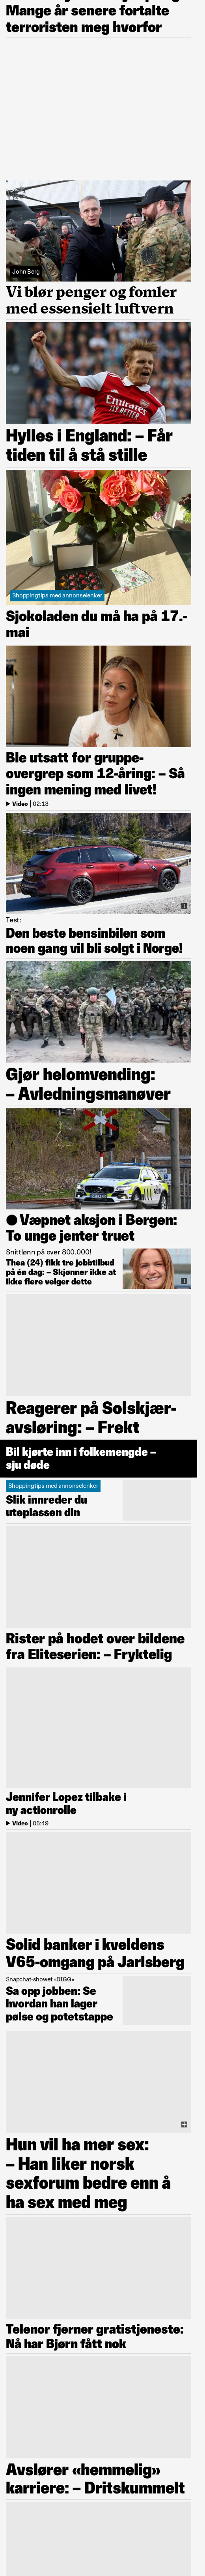 Mange år senere fortalte
terroristen meg hvorfor
John Berg
Vi blør penger og fomler
med essensielt luftvern
Emirates
FLY BETTER
Hylles i England: – Får
tiden til å stå stille
Shoppingtips med annonselenker
Sjokoladen du må ha på 17.-
mai
Ble utsatt for gruppe-
overgrep som 12-åring: – Så
ingen mening med livet!
Video | 02:13
Test:
Den beste bensinbilen som
noen gang vil bli solgt i Norge!
Gjør helomvending:
– Avledningsmanøver
Væpnet aksjon i Bergen:
To unge jenter truet
Snittlønn på over 800.000!
Thea (24) fikk tre jobbtilbud
på én dag: – Skjønner ikke at
ikke flere velger dette
Reagerer på Solskjær-
avsløring: – Frekt
Bil kjørte inn i folkemengde –
sju døde
Shoppingtips med annonselenker
Slik innreder du
uteplassen din
Rister på hodet over bildene
fra Eliteserien: – Fryktelig
Jennifer Lopez tilbake i
ny actionrolle
Video | 05:49
Solid banker i kveldens
V65-omgang på Jarlsberg
Snapchat-showet «DIGG»
Sa opp jobben: Se
hvordan han lager
pølse og potetstappe
Hun vil ha mer sex:
– Han liker norsk
sexforum bedre enn å
ha sex med meg
Telenor fjerner gratistjeneste:
Nå har Bjørn fått nok
Avslører «hemmelig»
karriere: – Dritskummelt